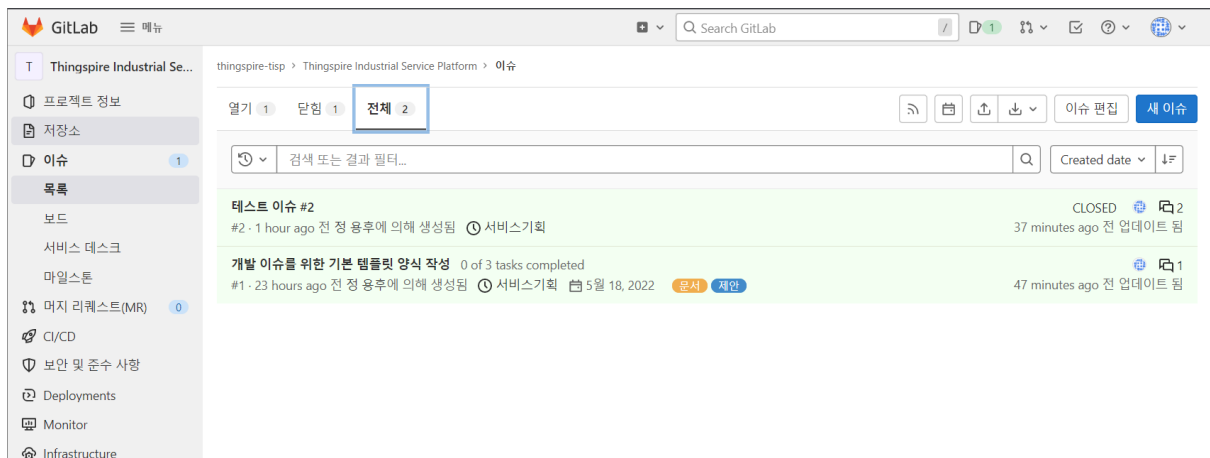 GitLab 메뉴 Search GitLab / 1
T Thingspire Industrial Se...
프로젝트 정보
저장소
이슈 1
목록
보드
서비스 데스크
마일스톤
머지 리퀘스트(MR) 0
CI/CD
보안 및 준수 사항
Deployments
Monitor
Infrastructure
thingspire-tisp > Thingspire Industrial Service Platform > 이슈
열기 1 닫힘 1 전체 2 이슈 편집 새 이슈
검색 또는 결과 필터... Created date
테스트 이슈 #2 CLOSED 2
#2 · 1 hour ago 전 정 용후에 의해 생성됨 서비스기획 37 minutes ago 전 업데이트 됨
개발 이슈를 위한 기본 템플릿 양식 작성 0 of 3 tasks completed 1
#1 · 23 hours ago 전 정 용후에 의해 생성됨 서비스기획 5월 18, 2022 문서 제안 47 minutes ago 전 업데이트 됨